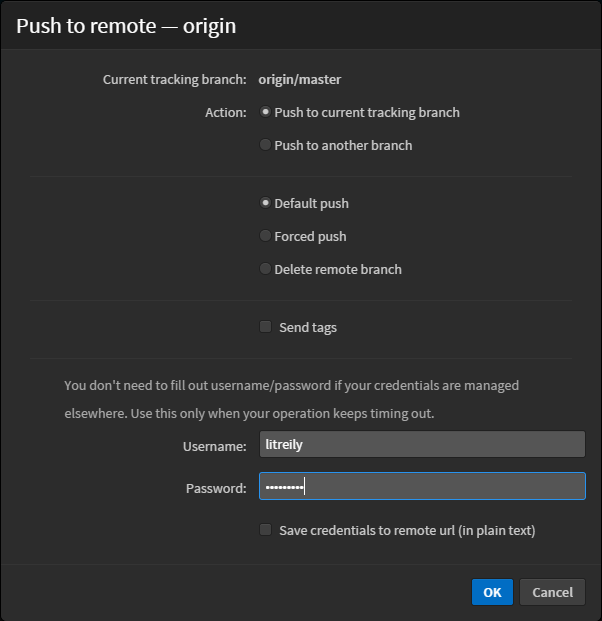 Push to remote — origin
Current tracking branch: origin/master
Action: Push to current tracking branch
Push to another branch
Default push
Forced push
Delete remote branch
Send tags
You don't need to fill out username/password if your credentials are managed
elsewhere. Use this only when your operation keeps timing out.
Username: litreily
Password: •••••••••
Save credentials to remote url (in plain text)
OK Cancel